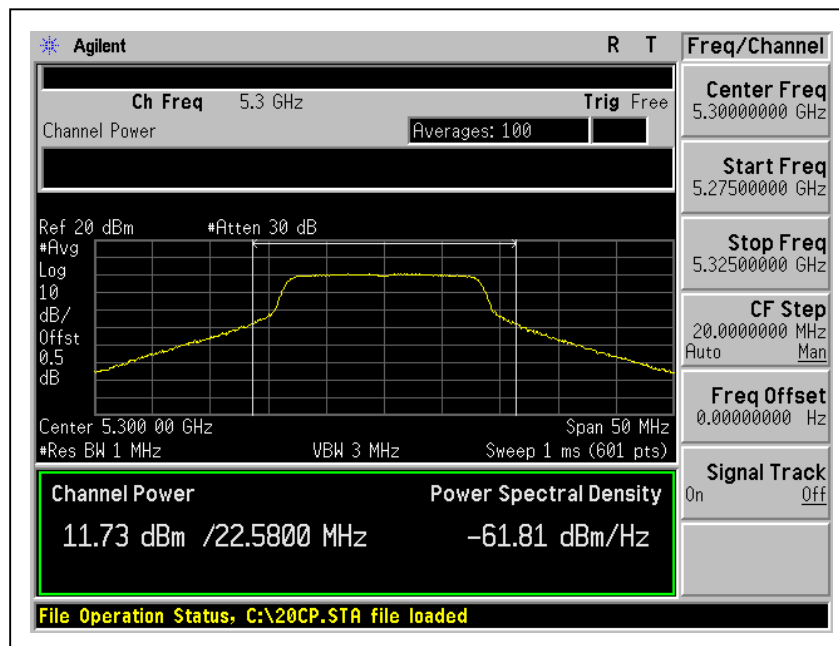 Agilent R T
Ch Freq 5.3 GHz Trig Free
Channel Power Averages: 100
Ref 20 dBm #Atten 30 dB
#Avg
Log
10
dB/
Offst
0.5
dB
Center 5.300 00 GHz Span 50 MHz
#Res BW 1 MHz VBW 3 MHz Sweep 1 ms (601 pts)
Channel Power Power Spectral Density
11.73 dBm /22.5800 MHz -61.81 dBm/Hz
File Operation Status, C:\20CP.STA file loaded
Freq/Channel
Center Freq
5.30000000 GHz
Start Freq
5.27500000 GHz
Stop Freq
5.32500000 GHz
CF Step
20.0000000 MHz
Auto Man
Freq Offset
0.00000000 Hz
Signal Track
On Off